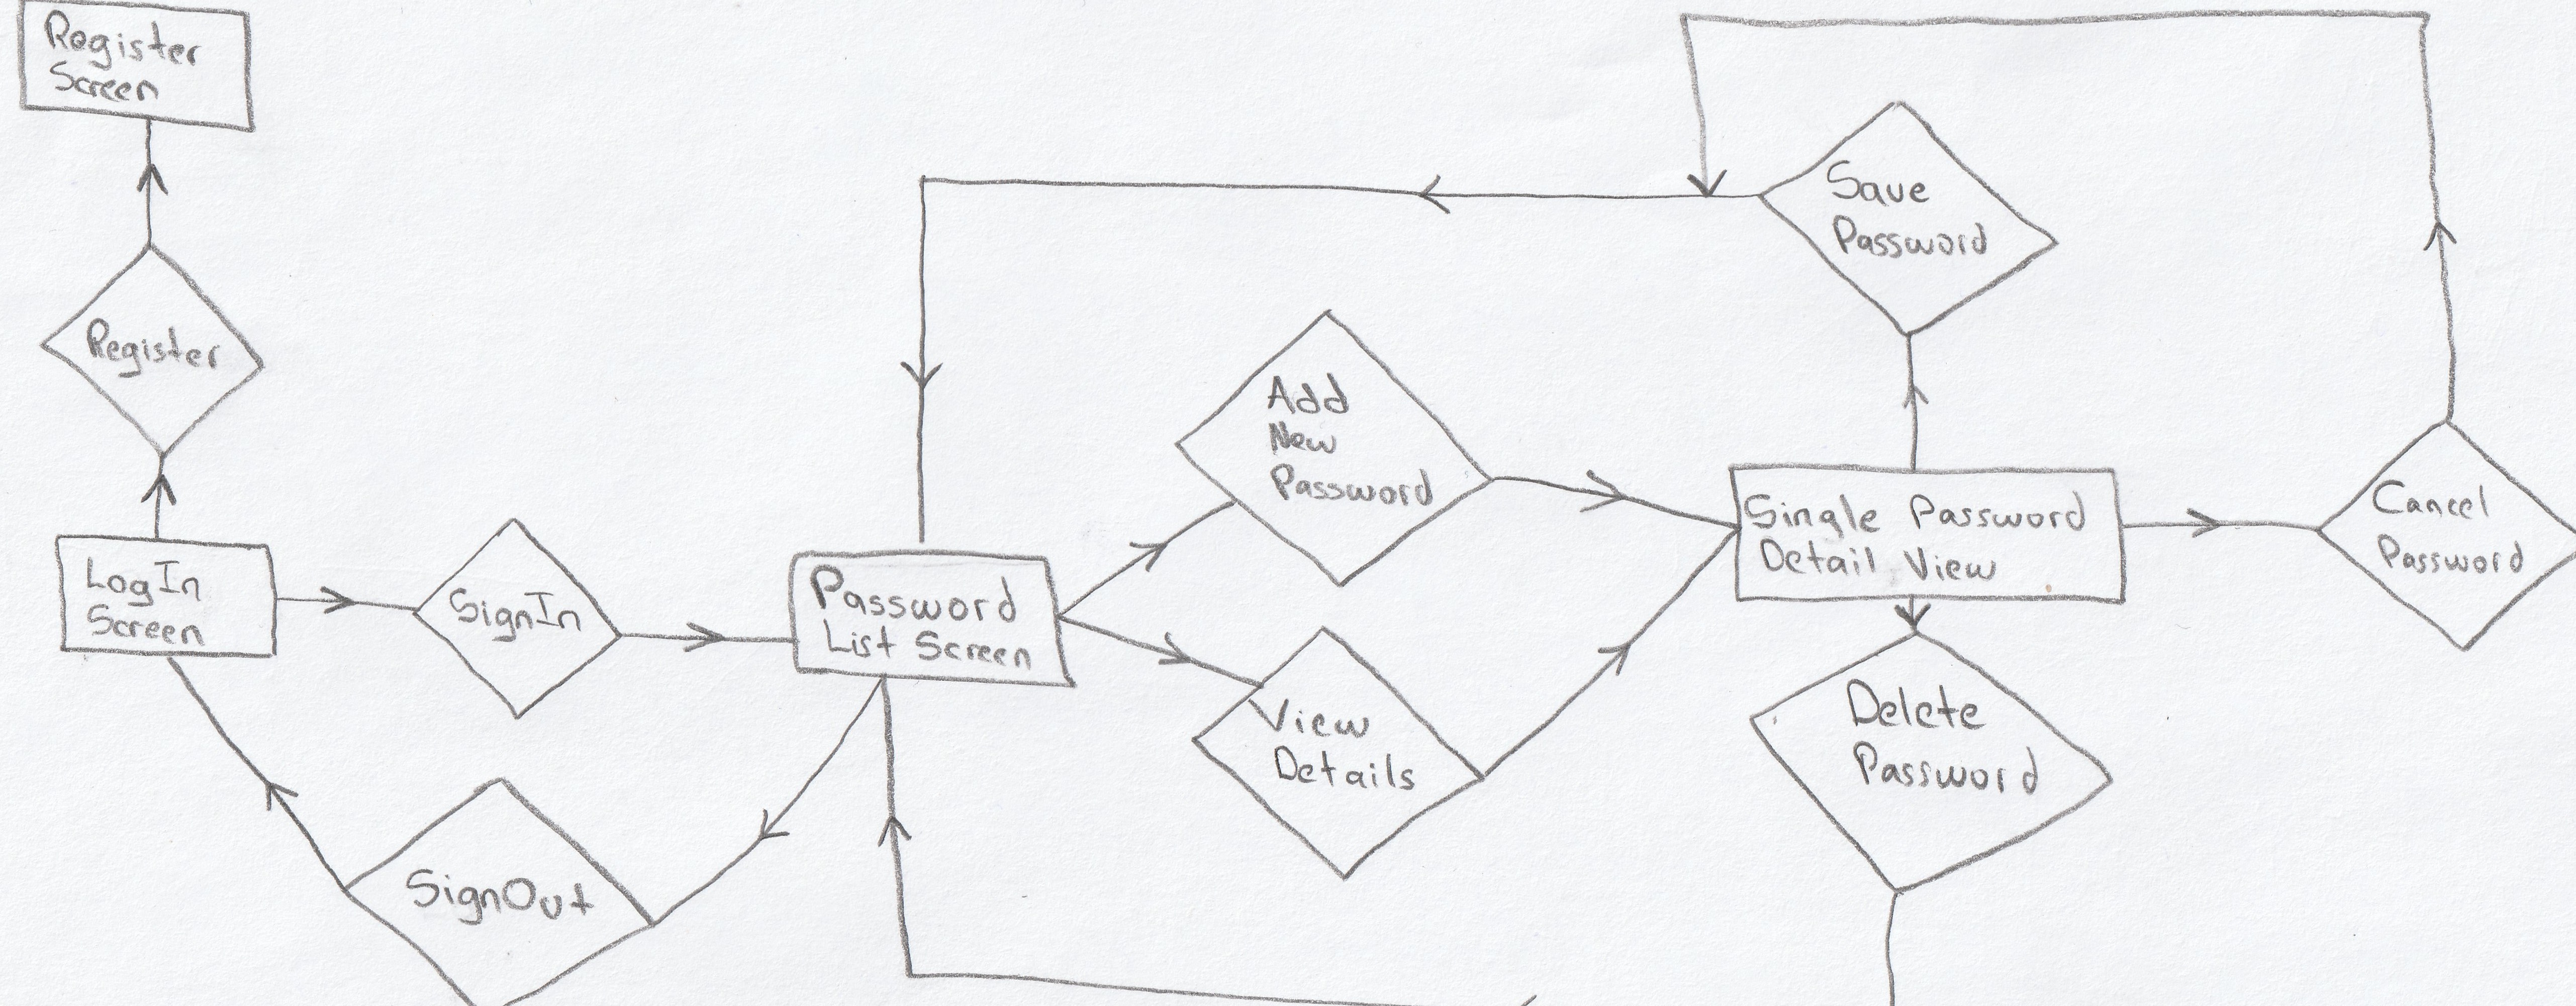 Register
Screen
Register
LogIn
Screen
SignIn
SignOut
Password
List Screen
Add
New
Password
View
Details
Save
Password
Single Password
Detail View
Delete
Password
Cancel
Password